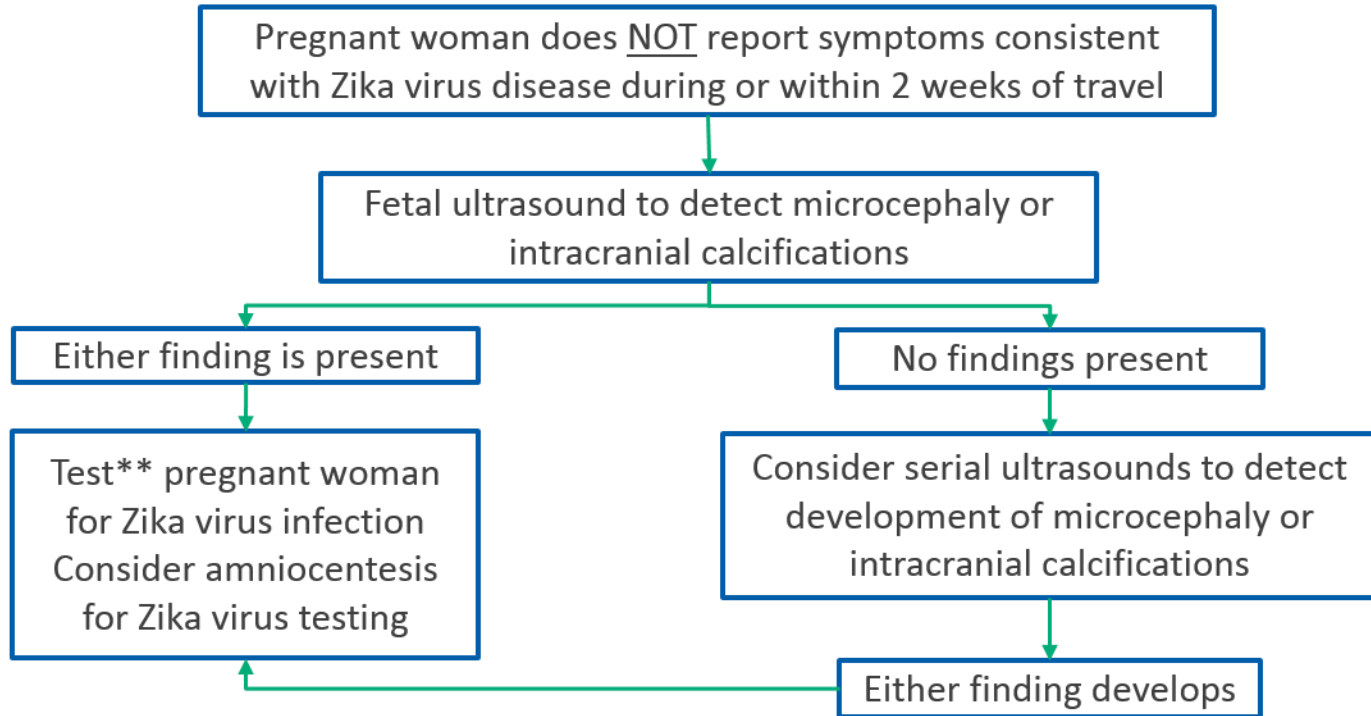 Pregnant woman does NOT report symptoms consistent
with Zika virus disease during or within 2 weeks of travel
Fetal ultrasound to detect microcephaly or
intracranial calcifications
Either finding is present
No findings present
Test** pregnant woman
for Zika virus infection
Consider amniocentesis
for Zika virus testing
Consider serial ultrasounds to detect
development of microcephaly or
intracranial calcifications
Either finding develops